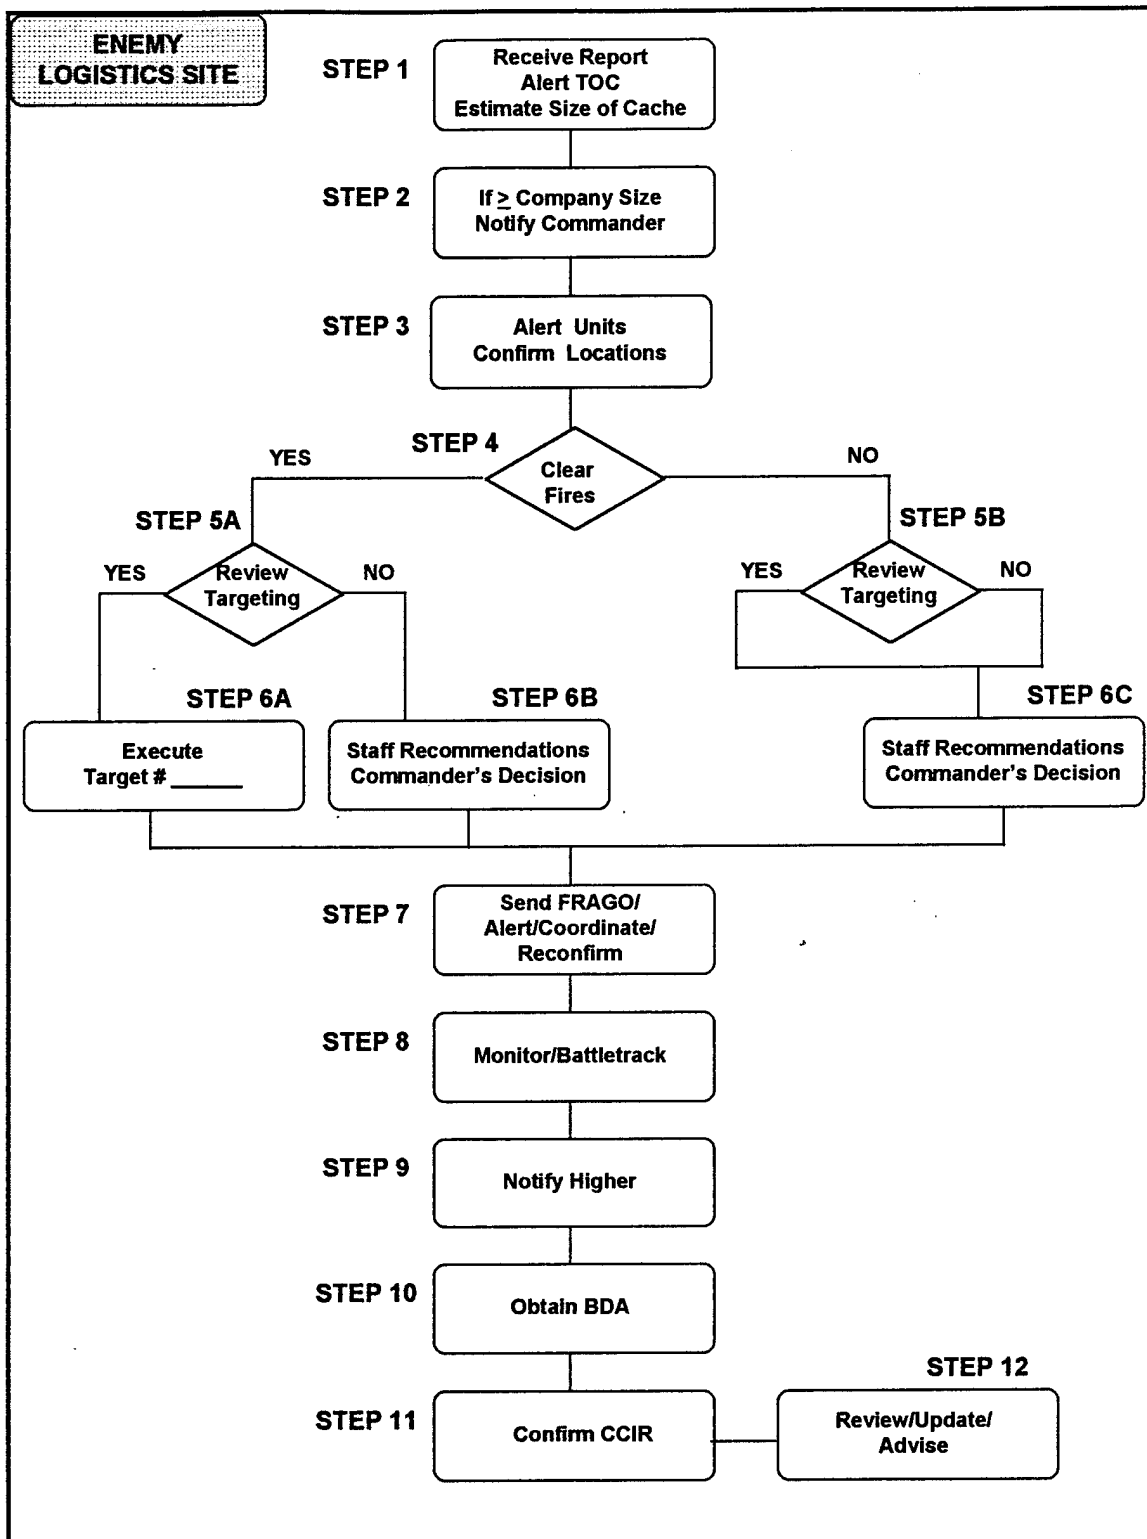 ENEMY
LOGISTICS SITE
STEP 1
Receive Report
Alert TOC
Estimate Size of Cache
STEP 2
If ≥ Company Size
Notify Commander
STEP 3
Alert Units
Confirm Locations
STEP 4
Clear
Fires
YES
NO
STEP 5A
Review
Targeting
YES
NO
STEP 5B
Review
Targeting
YES
NO
STEP 6A
Execute
Target # ______
STEP 6B
Staff Recommendations
Commander's Decision
STEP 6C
Staff Recommendations
Commander's Decision
STEP 7
Send FRAGO/
Alert/Coordinate/
Reconfirm
STEP 8
Monitor/Battletrack
STEP 9
Notify Higher
STEP 10
Obtain BDA
STEP 11
Confirm CCIR
STEP 12
Review/Update/
Advise